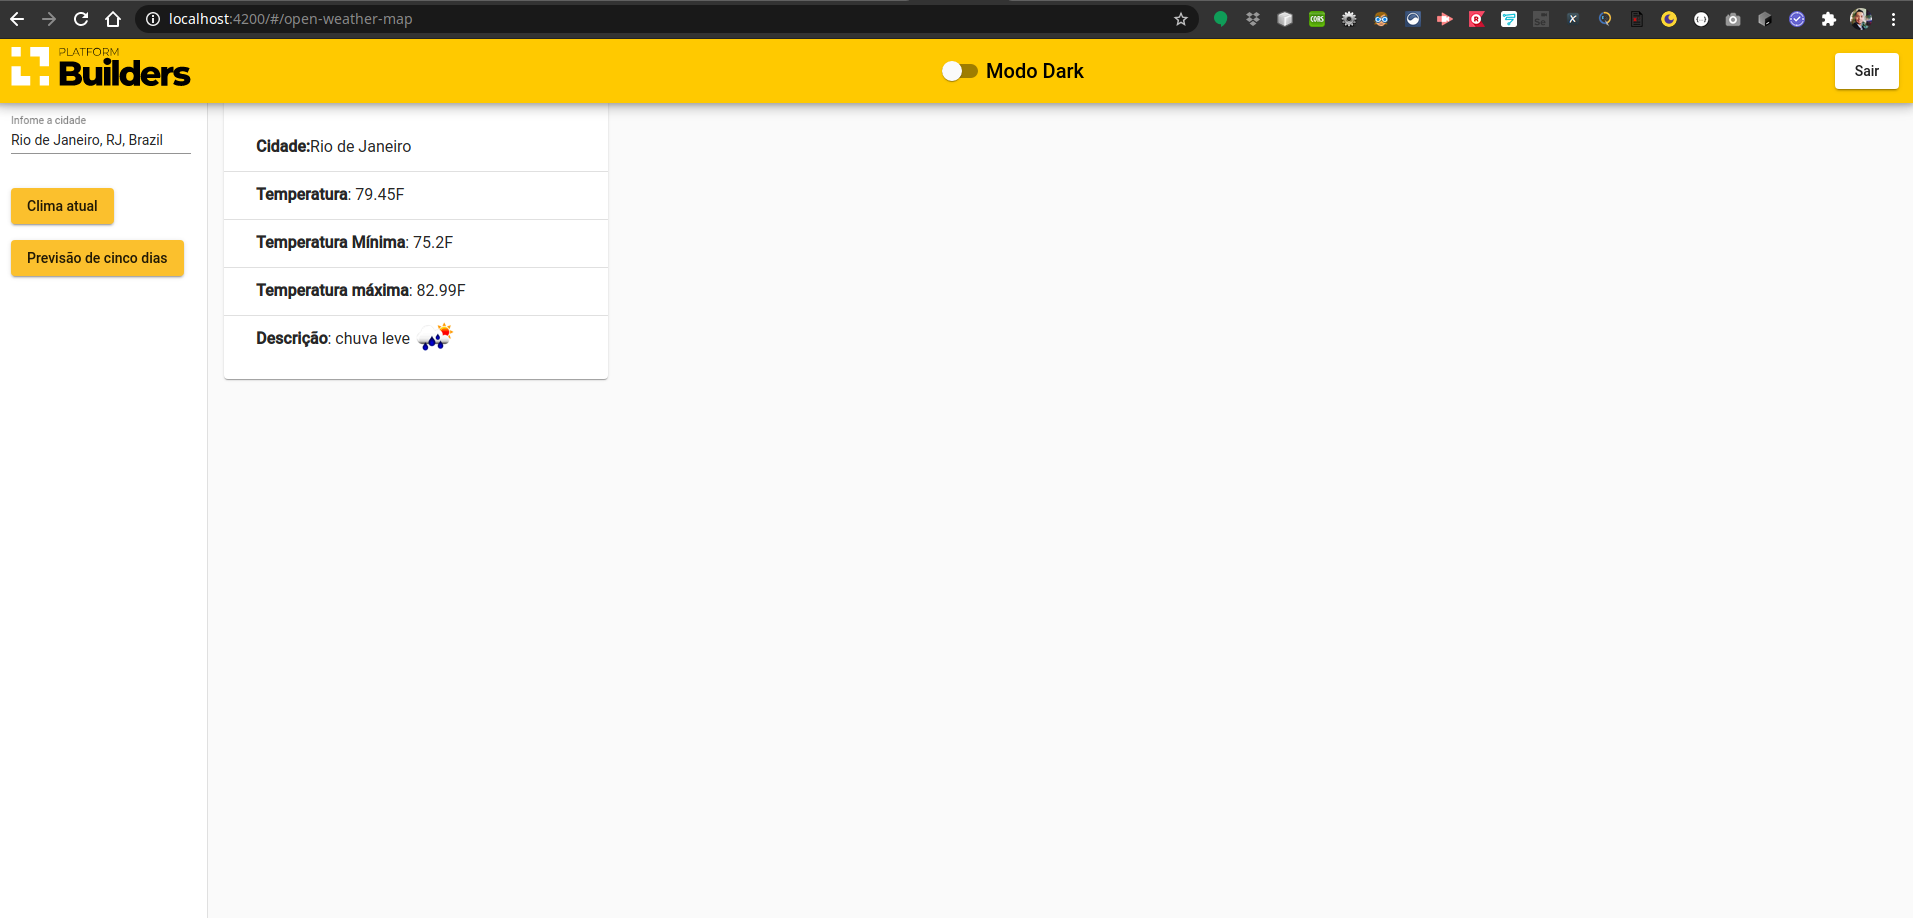 localhost:4200/#/open-weather-map
PLATFORM
Builders
Modo Dark
Sair
Infome a cidade
Rio de Janeiro, RJ, Brazil
Clima atual
Previsão de cinco dias
Cidade:Rio de Janeiro
Temperatura: 79.45F
Temperatura Mínima: 75.2F
Temperatura máxima: 82.99F
Descrição: chuva leve
CORS